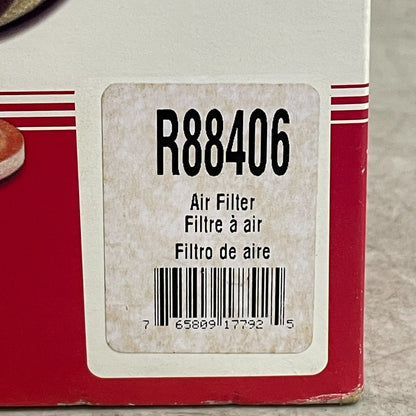 R88406
Air Filter
Filtre à air
Filtro de aire
7 65809 17792 5